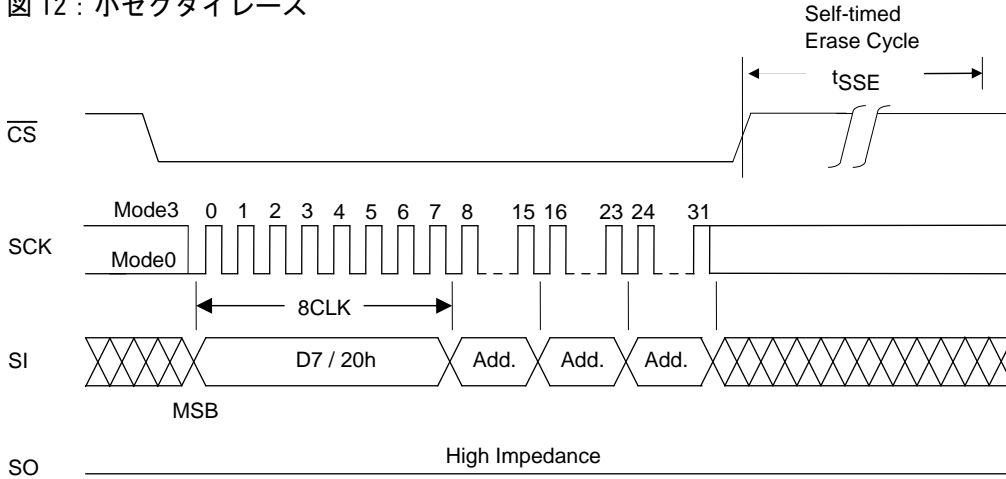 図 12：小セクタイレース
Self-timed
Erase Cycle
tSSE
CS
Mode3 0 1 2 3 4 5 6 7 8 15 16 23 24 31
SCK
Mode0
8CLK
SI D7 / 20h Add. Add. Add.
MSB
High Impedance
SO